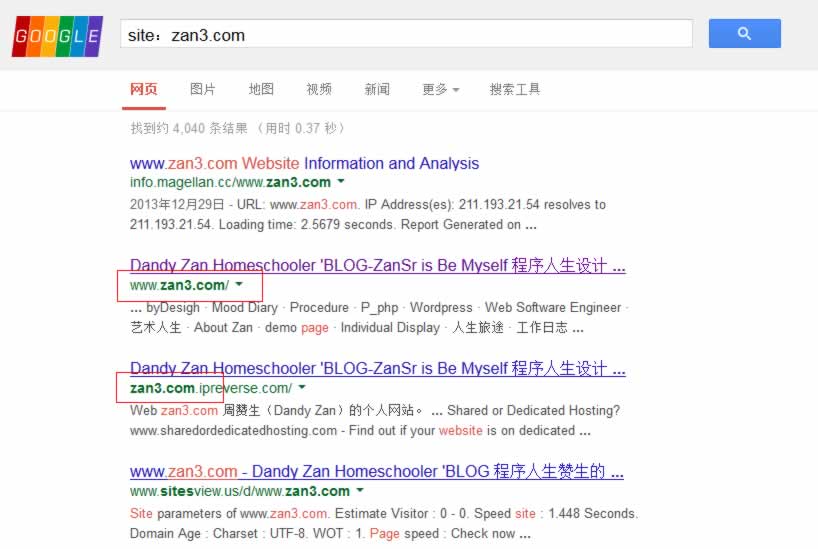 GOOGLE
site：zan3.com
网页 图片 地图 视频 新闻 更多 搜索工具
找到约 4,040 条结果 （用时 0.37 秒）
www.zan3.com Website Information and Analysis
info.magellan.cc/www.zan3.com
2013年12月29日 - URL: www.zan3.com. IP Address(es): 211.193.21.54 resolves to
211.193.21.54. Loading time: 2.5679 seconds. Report Generated on ...
Dandy Zan Homeschooler 'BLOG-ZanSr is Be Myself 程序人生设计 ...
www.zan3.com/
... byDesigh · Mood Diary · Procedure · P_php · Wordpress · Web Software Engineer ·
艺术人生 · About Zan · demo page · Individual Display · 人生旅途 · 工作日志 ...
Dandy Zan Homeschooler 'BLOG-ZanSr is Be Myself 程序人生设计 ...
zan3.com.ipreverse.com/
Web zan3.com 周赞生（Dandy Zan）的个人网站。 ... Shared or Dedicated Hosting?
www.sharedordedicatedhosting.com - Find out if your website is on dedicated ...
www.zan3.com - Dandy Zan Homeschooler 'BLOG 程序人生赞生的 ...
www.sitesview.us/d/www.zan3.com
Site parameters of www.zan3.com. Estimate Visitor : 0 - 0. Speed site : 1.448 Seconds.
Domain Age : Charset : UTF-8. WOT : 1. Page speed : Check now ...